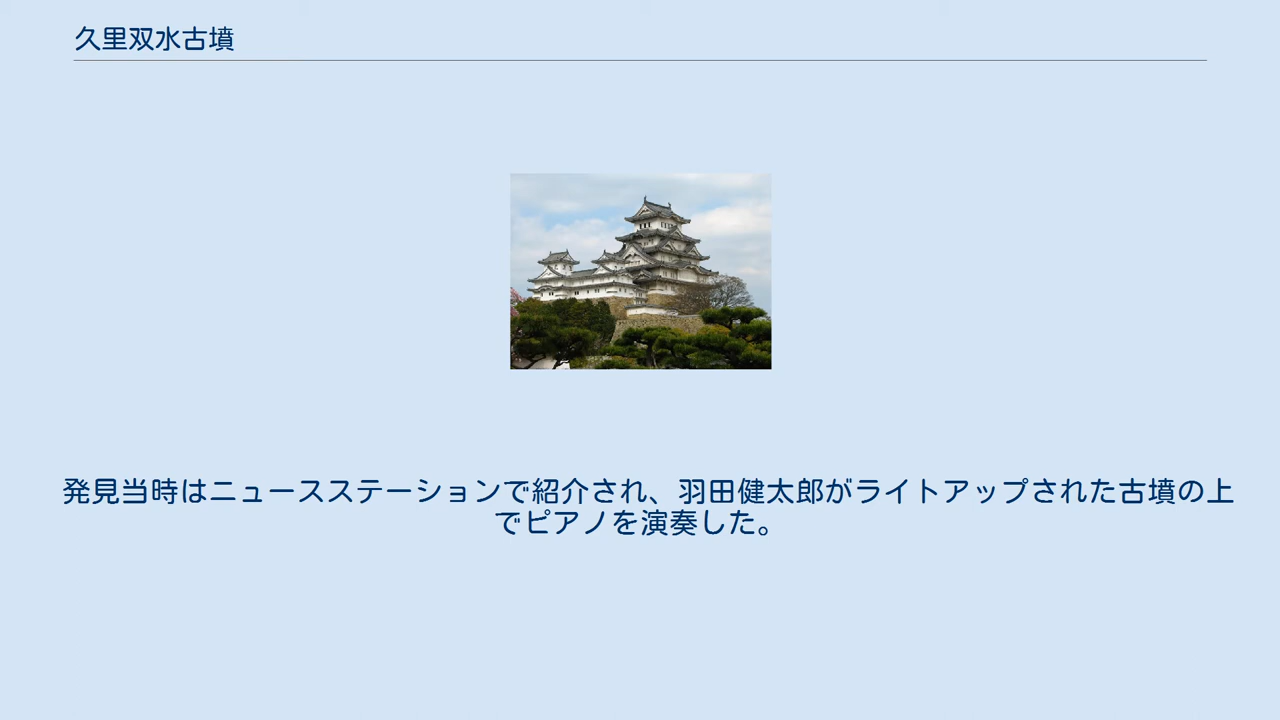 久里双水古墳
発見当時はニュースステーションで紹介され、羽田健太郎がライトアップされた古墳の上
でピアノを演奏した。